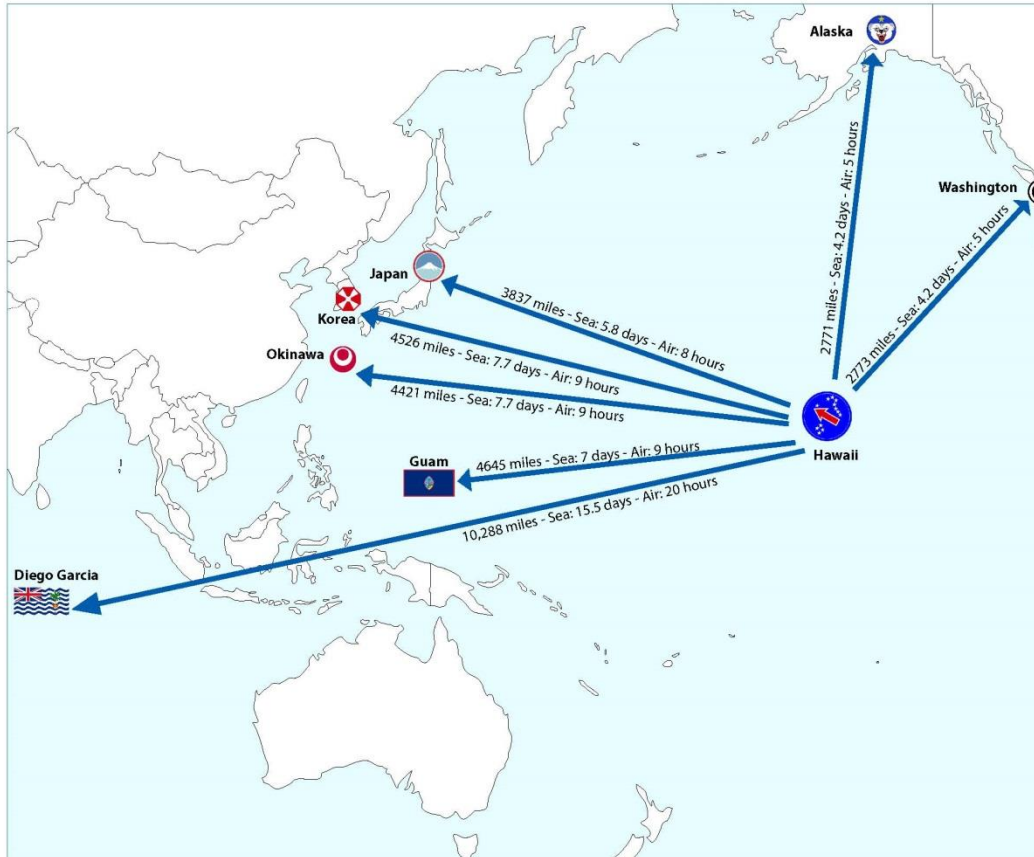 Alaska
Washington
2771 miles - Sea: 4.2 days - Air: 5 hours
2773 miles - Sea: 4.2 days - Air: 5 hours
Japan
3837 miles - Sea: 5.8 days - Air: 8 hours
Korea
4526 miles - Sea: 7.7 days - Air: 9 hours
Okinawa
4421 miles - Sea: 7.7 days - Air: 9 hours
Hawaii
Guam
4645 miles - Sea: 7 days - Air: 9 hours
10,288 miles - Sea: 15.5 days - Air: 20 hours
Diego Garcia